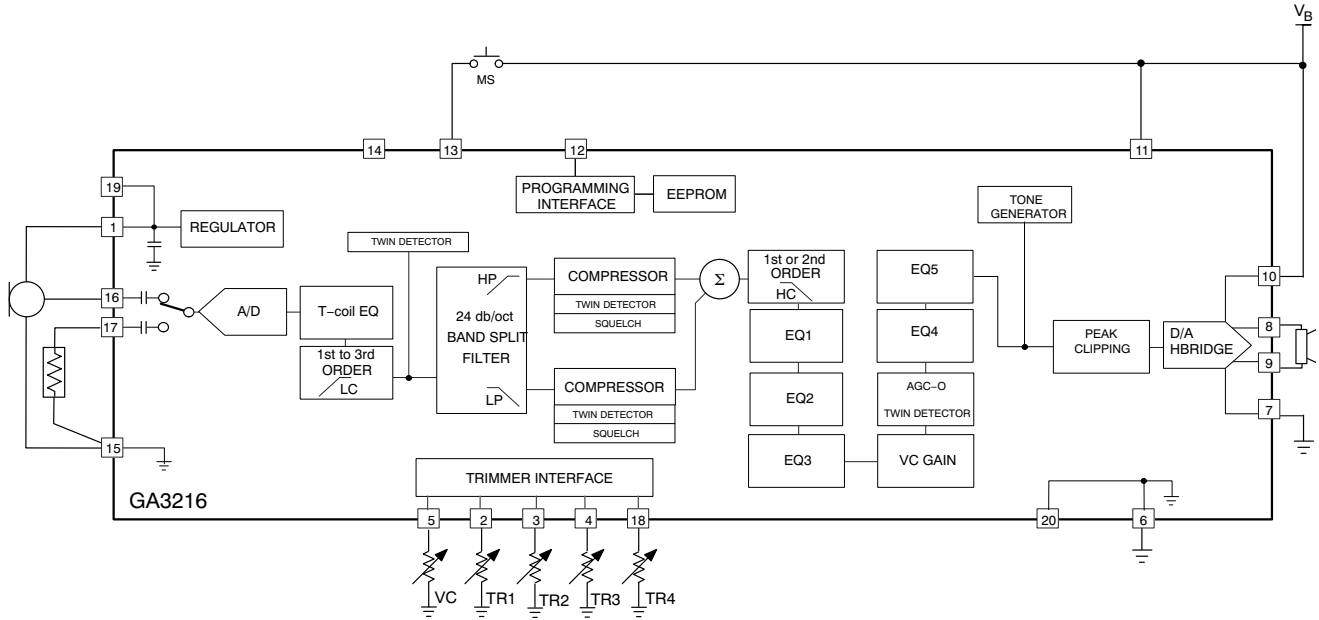 VB
MS
14
13
12
11
19
PROGRAMMING
INTERFACE
EEPROM
TONE
GENERATOR
1
REGULATOR
TWIN DETECTOR
HP
COMPRESSOR
TWIN DETECTOR
SQUELCH
Σ
1st or 2nd
ORDER
HC
EQ5
10
16
A/D
T-coil EQ
24 db/oct
BAND SPLIT
FILTER
17
EQ1
EQ4
PEAK
CLIPPING
D/A
HBRIDGE
8
9
1st to 3rd
ORDER
LC
LP
COMPRESSOR
TWIN DETECTOR
SQUELCH
EQ2
AGC-O
TWIN DETECTOR
7
15
EQ3
VC GAIN
TRIMMER INTERFACE
GA3216
5
2
3
4
18
20
6
VC
TR1
TR2
TR3
TR4